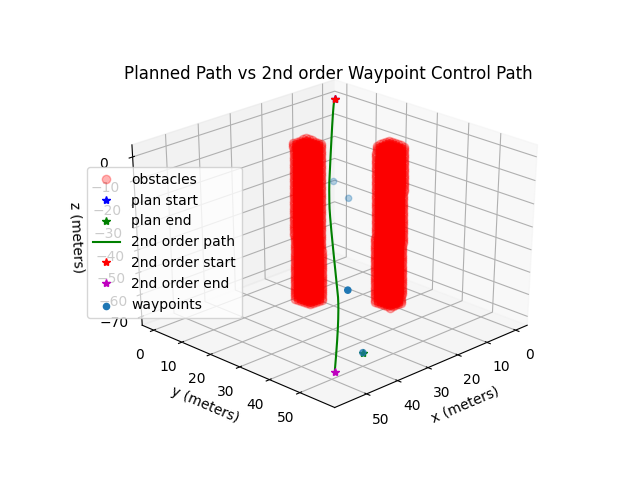 Planned Path vs 2nd order Waypoint Control Path
obstacles
plan start
plan end
2nd order path
2nd order start
2nd order end
waypoints
z (meters)
0
−10
−20
−30
−40
−50
−60
−70
y (meters)
0
10
20
30
40
50
x (meters)
50
40
30
20
10
0